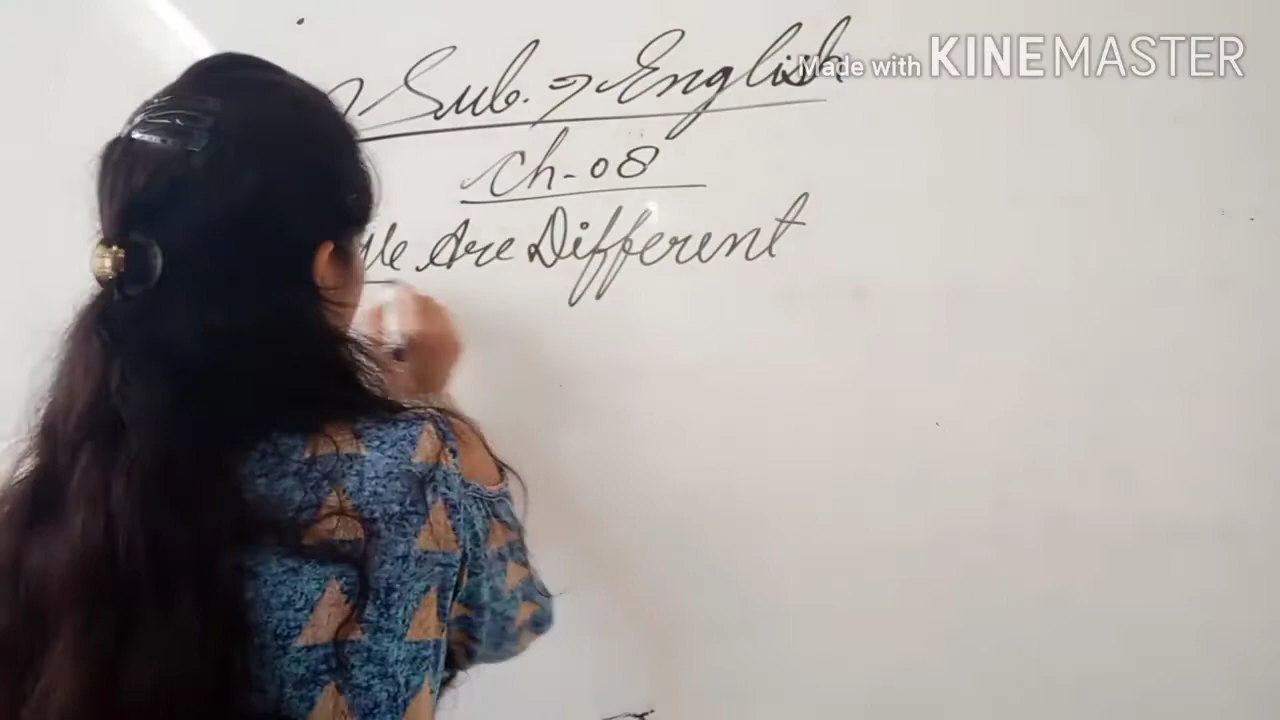 Sub. => English
Made with KINEMASTER
Ch-08
We Are Different